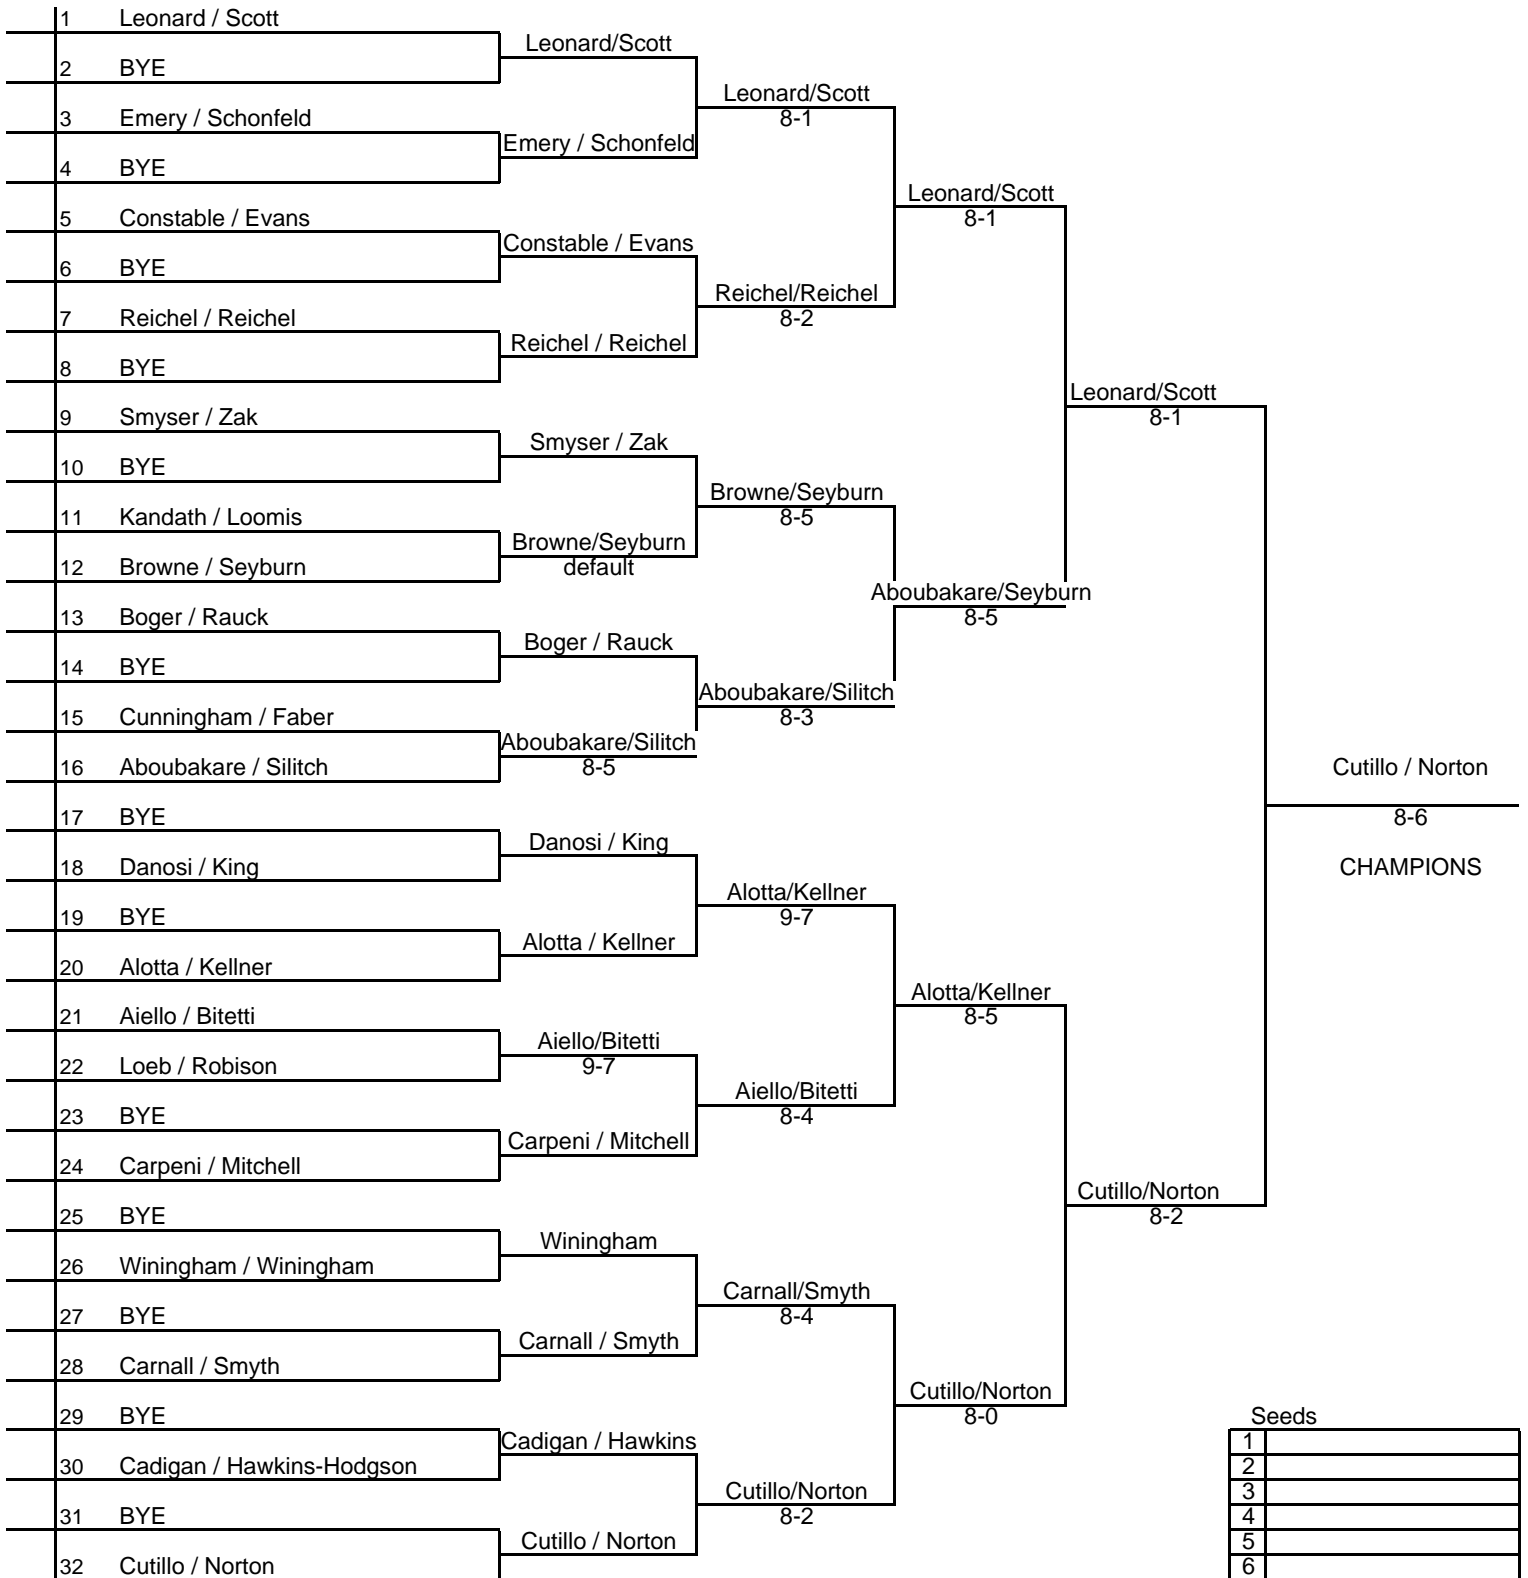 1 Leonard / Scott
Leonard/Scott
2 BYE
Leonard/Scott
8-1
3 Emery / Schonfeld
Emery / Schonfeld
4 BYE
Leonard/Scott
8-1
5 Constable / Evans
Constable / Evans
6 BYE
Reichel/Reichel
8-2
7 Reichel / Reichel
Reichel / Reichel
8 BYE
Leonard/Scott
8-1
9 Smyser / Zak
Smyser / Zak
10 BYE
Browne/Seyburn
8-5
11 Kandath / Loomis
Browne/Seyburn
default
12 Browne / Seyburn
Aboubakare/Seyburn
8-5
13 Boger / Rauck
Boger / Rauck
14 BYE
Aboubakare/Silitch
8-3
15 Cunningham / Faber
Aboubakare/Silitch
8-5
16 Aboubakare / Silitch
Cutillo / Norton
8-6
CHAMPIONS
17 BYE
Danosi / King
18 Danosi / King
Alotta/Kellner
9-7
19 BYE
Alotta / Kellner
20 Alotta / Kellner
Alotta/Kellner
8-5
21 Aiello / Bitetti
Aiello/Bitetti
9-7
22 Loeb / Robison
Aiello/Bitetti
8-4
23 BYE
Carpeni / Mitchell
24 Carpeni / Mitchell
Cutillo/Norton
8-2
25 BYE
Winingham
26 Winingham / Winingham
Carnall/Smyth
8-4
27 BYE
Carnall / Smyth
28 Carnall / Smyth
Cutillo/Norton
8-0
29 BYE
Cadigan / Hawkins
30 Cadigan / Hawkins-Hodgson
Cutillo/Norton
8-2
31 BYE
Cutillo / Norton
32 Cutillo / Norton
Seeds
1
2
3
4
5
6